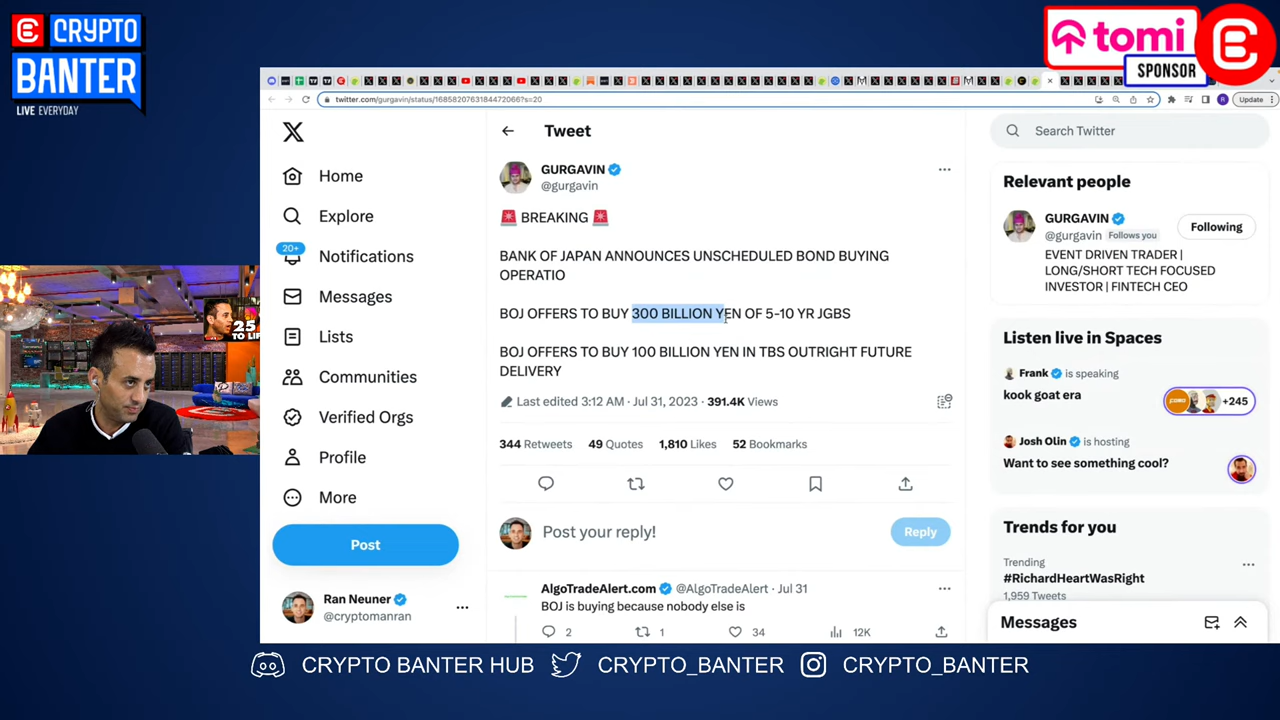 CRYPTO
BANTER
LIVE EVERYDAY
tomi
SPONSOR
twitter.com/gurgavin/status/1685820763184472066?s=20
Update
Tweet
Search Twitter
Home
Explore
20+
Notifications
Messages
Lists
Communities
Verified Orgs
Profile
More
Post
Ran Neuner
@cryptomanran
GURGAVIN
@gurgavin
🚨 BREAKING 🚨
BANK OF JAPAN ANNOUNCES UNSCHEDULED BOND BUYING
OPERATIO
BOJ OFFERS TO BUY 300 BILLION YEN OF 5-10 YR JGBS
BOJ OFFERS TO BUY 100 BILLION YEN IN TBS OUTRIGHT FUTURE
DELIVERY
Last edited 3:12 AM · Jul 31, 2023 · 391.4K Views
344 Retweets 49 Quotes 1,810 Likes 52 Bookmarks
Post your reply!
Reply
AlgoTradeAlert.com @AlgoTradeAlert · Jul 31
BOJ is buying because nobody else is
2 1 34 12K
Relevant people
GURGAVIN
@gurgavin Follows you
Following
EVENT DRIVEN TRADER |
LONG/SHORT TECH FOCUSED
INVESTOR | FINTECH CEO
Listen live in Spaces
Frank is speaking
kook goat era
+245
Josh Olin is hosting
Want to see something cool?
Trends for you
Trending
#RichardHeartWasRight
1,959 Tweets
Messages
25
TO LIF
CRYPTO BANTER HUB CRYPTO_BANTER CRYPTO_BANTER